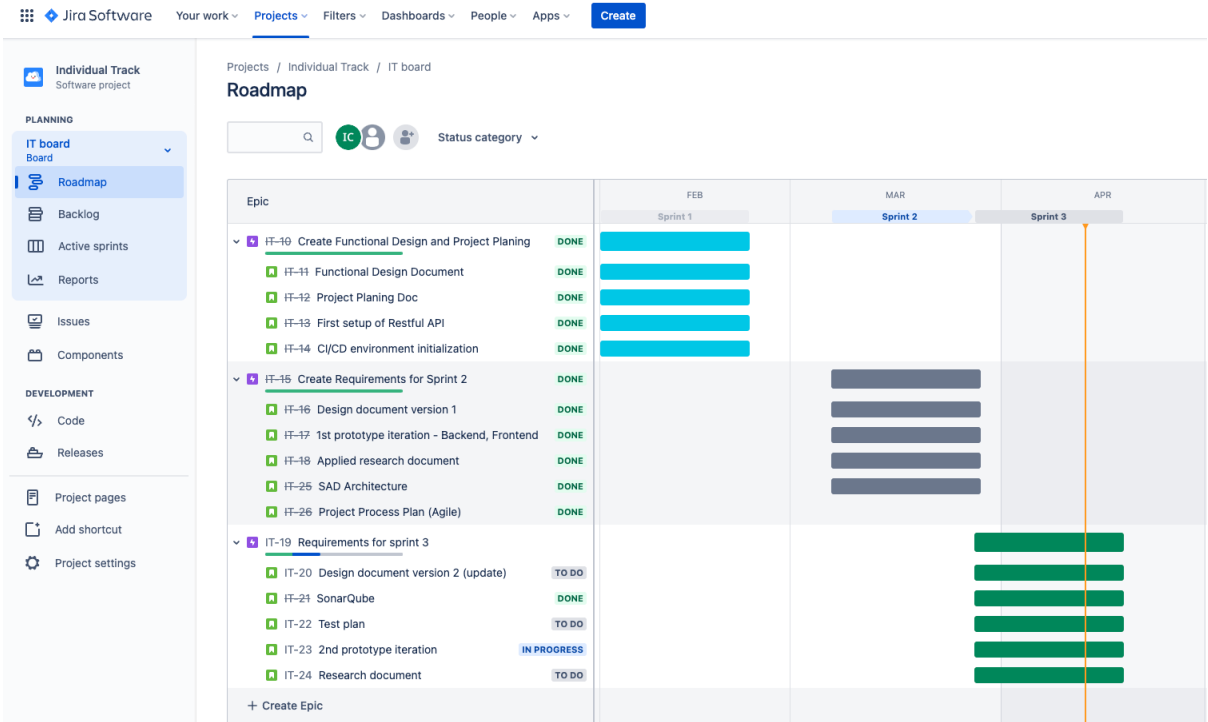 Jira Software Your work Projects Filters Dashboards People Apps Create
Individual Track
Software project
PLANNING
IT board
Board
Roadmap
Backlog
Active sprints
Reports
Issues
Components
DEVELOPMENT
Code
Releases
Project pages
Add shortcut
Project settings
Projects / Individual Track / IT board
Roadmap
IC Status category
Epic FEB MAR APR
Sprint 1 Sprint 2 Sprint 3
IT-10 Create Functional Design and Project Planing DONE
IT-11 Functional Design Document DONE
IT-12 Project Planing Doc DONE
IT-13 First setup of Restful API DONE
IT-14 CI/CD environment initialization DONE
IT-15 Create Requirements for Sprint 2 DONE
IT-16 Design document version 1 DONE
IT-17 1st prototype iteration - Backend, Frontend DONE
IT-18 Applied research document DONE
IT-25 SAD Architecture DONE
IT-26 Project Process Plan (Agile) DONE
IT-19 Requirements for sprint 3
IT-20 Design document version 2 (update) TO DO
IT-21 SonarQube DONE
IT-22 Test plan TO DO
IT-23 2nd prototype iteration IN PROGRESS
IT-24 Research document TO DO
+ Create Epic